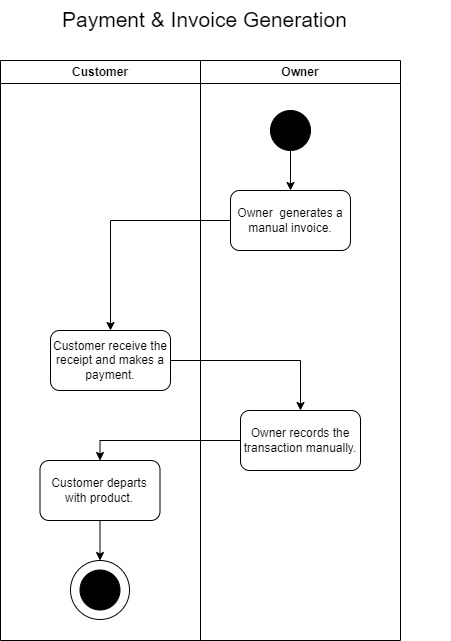 Payment & Invoice Generation
Customer
Owner
Owner generates a
manual invoice.
Customer receive the
receipt and makes a
payment.
Owner records the
transaction manually.
Customer departs
with product.